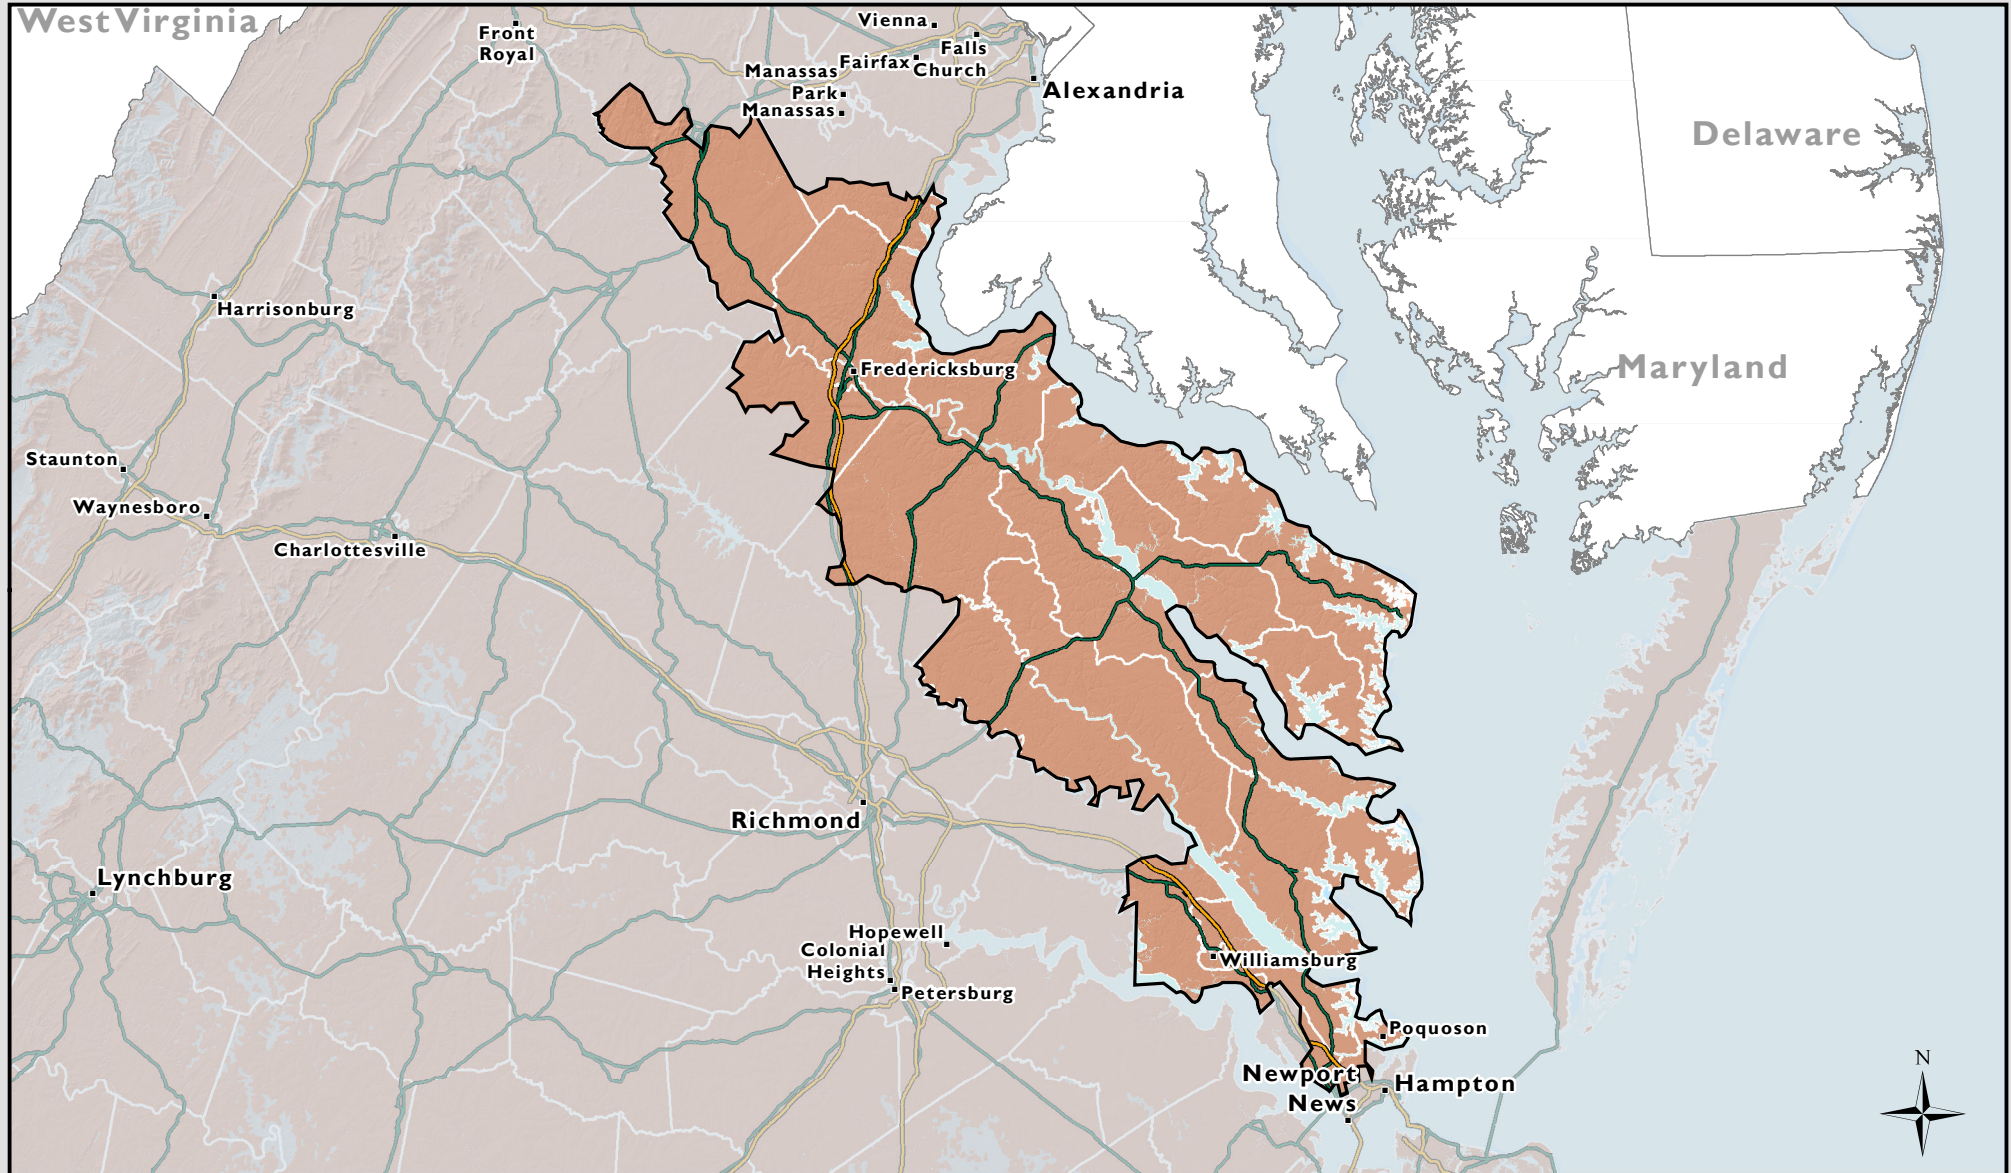 West Virginia
Vienna
Front
Royal
Falls
Church
Fairfax
Manassas
Park
Manassas
Alexandria
Delaware
Harrisonburg
Fredericksburg
Maryland
Staunton
Waynesboro
Charlottesville
Richmond
Lynchburg
Hopewell
Colonial
Heights
Petersburg
Williamsburg
Poquoson
Newport
News
Hampton
N